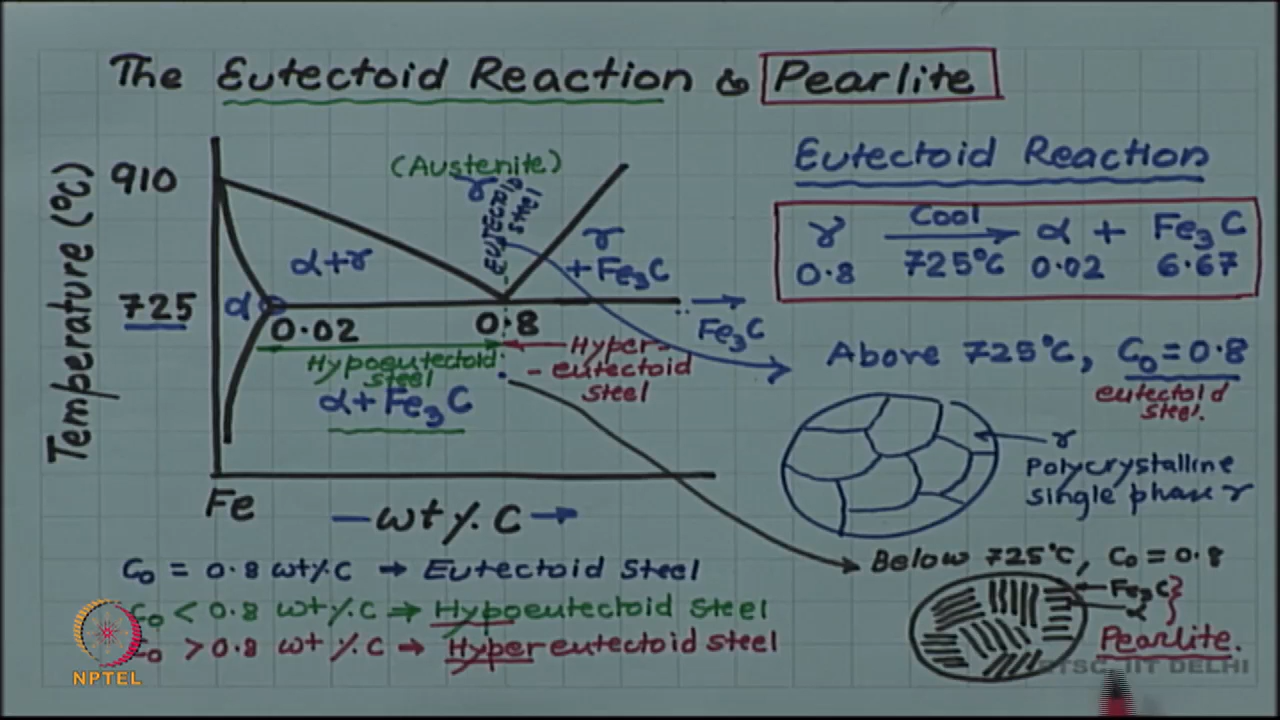 The Eutectoid Reaction & Pearlite
Temperature (°C)
910
725
(Austenite)
γ
EUTECTOID
steel
α+γ
γ
+ Fe₃C
α
0.02
0.8
Fe₃C
Hypoeutectoid
steel
Hyper-
- eutectoid
steel
α + Fe₃C
Fe
wt %. C
C₀ = 0.8 wt%C → Eutectoid Steel
C₀ < 0.8 wt%C ⇒ Hypoeutectoid Steel
C₀ > 0.8 wt %C → Hypereutectoid steel
Eutectoid Reaction
γ Cool → α + Fe₃C
0.8 725°C 0.02 6.67
Above 725°C, C₀ = 0.8
eutectoid
steel.
γ
Polycrystalline
single phase γ
Below 725°C, C₀ = 0.8
Fe₃C
α
Pearlite.
NPTEL
ETSC, IIT DELHI